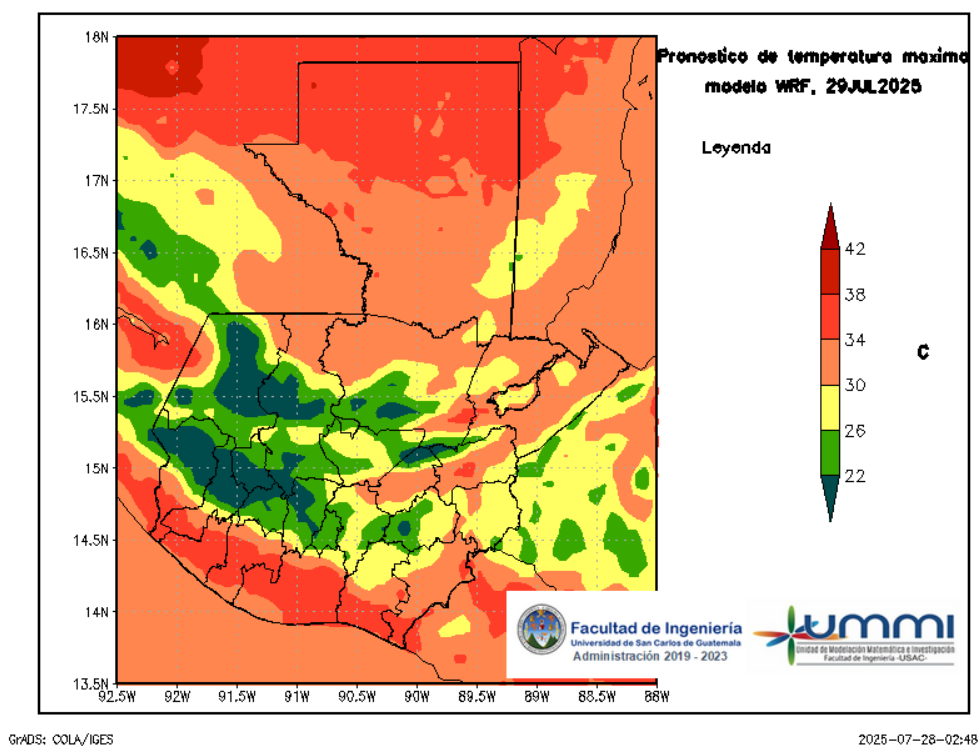 Pronostico de temperatura maxima
modelo WRF, 29JUL2025
Leyenda
42
38
34
30
26
22
C
18N
17.5N
17N
16.5N
16N
15.5N
15N
14.5N
14N
13.5N
92.5W
92W
91.5W
91W
90.5W
90W
89.5W
89W
88.5W
88W
Facultad de Ingeniería
Universidad de San Carlos de Guatemala
Administración 2019 - 2023
UMMI
Unidad de Modelación Matemática e Investigación
Facultad de Ingeniería -USAC-
GrADS: COLA/IGES
2025-07-28-02:48